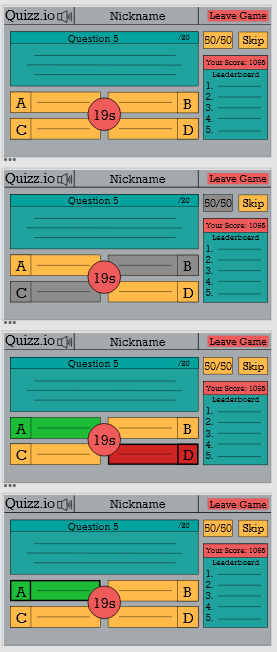 Quizz.io Nickname Leave Game
Question 5 /20 50/50 Skip
Your Score: 1065
Leaderboard
1.
A B 2.
19s 3.
C D 4.
5.
Quizz.io Nickname Leave Game
Question 5 /20 50/50 Skip
Your Score: 1065
Leaderboard
1.
A B 2.
19s 3.
C D 4.
5.
Quizz.io Nickname Leave Game
Question 5 /20 50/50 Skip
Your Score: 1065
Leaderboard
1.
A B 2.
19s 3.
C D 4.
5.
Quizz.io Nickname Leave Game
Question 5 /20 50/50 Skip
Your Score: 1065
Leaderboard
1.
A B 2.
19s 3.
C D 4.
5.